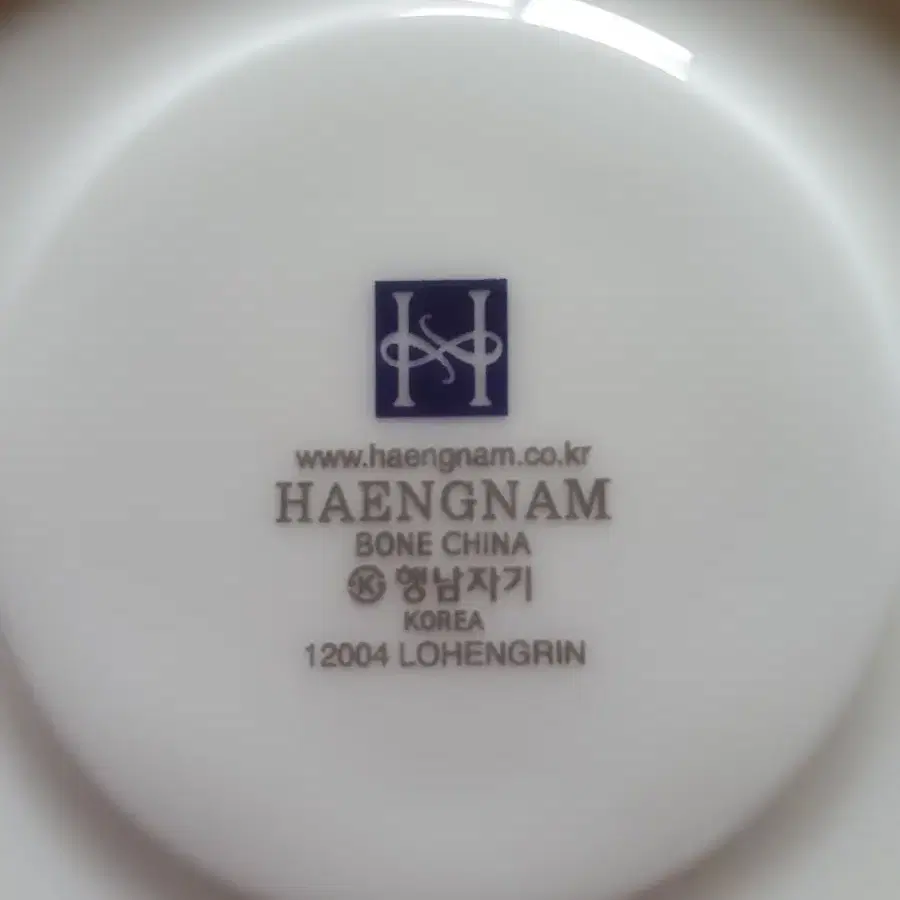 H
www.haengnam.co.kr
HAENGNAM
BONE CHINA
K 행남자기
KOREA
12004 LOHENGRIN